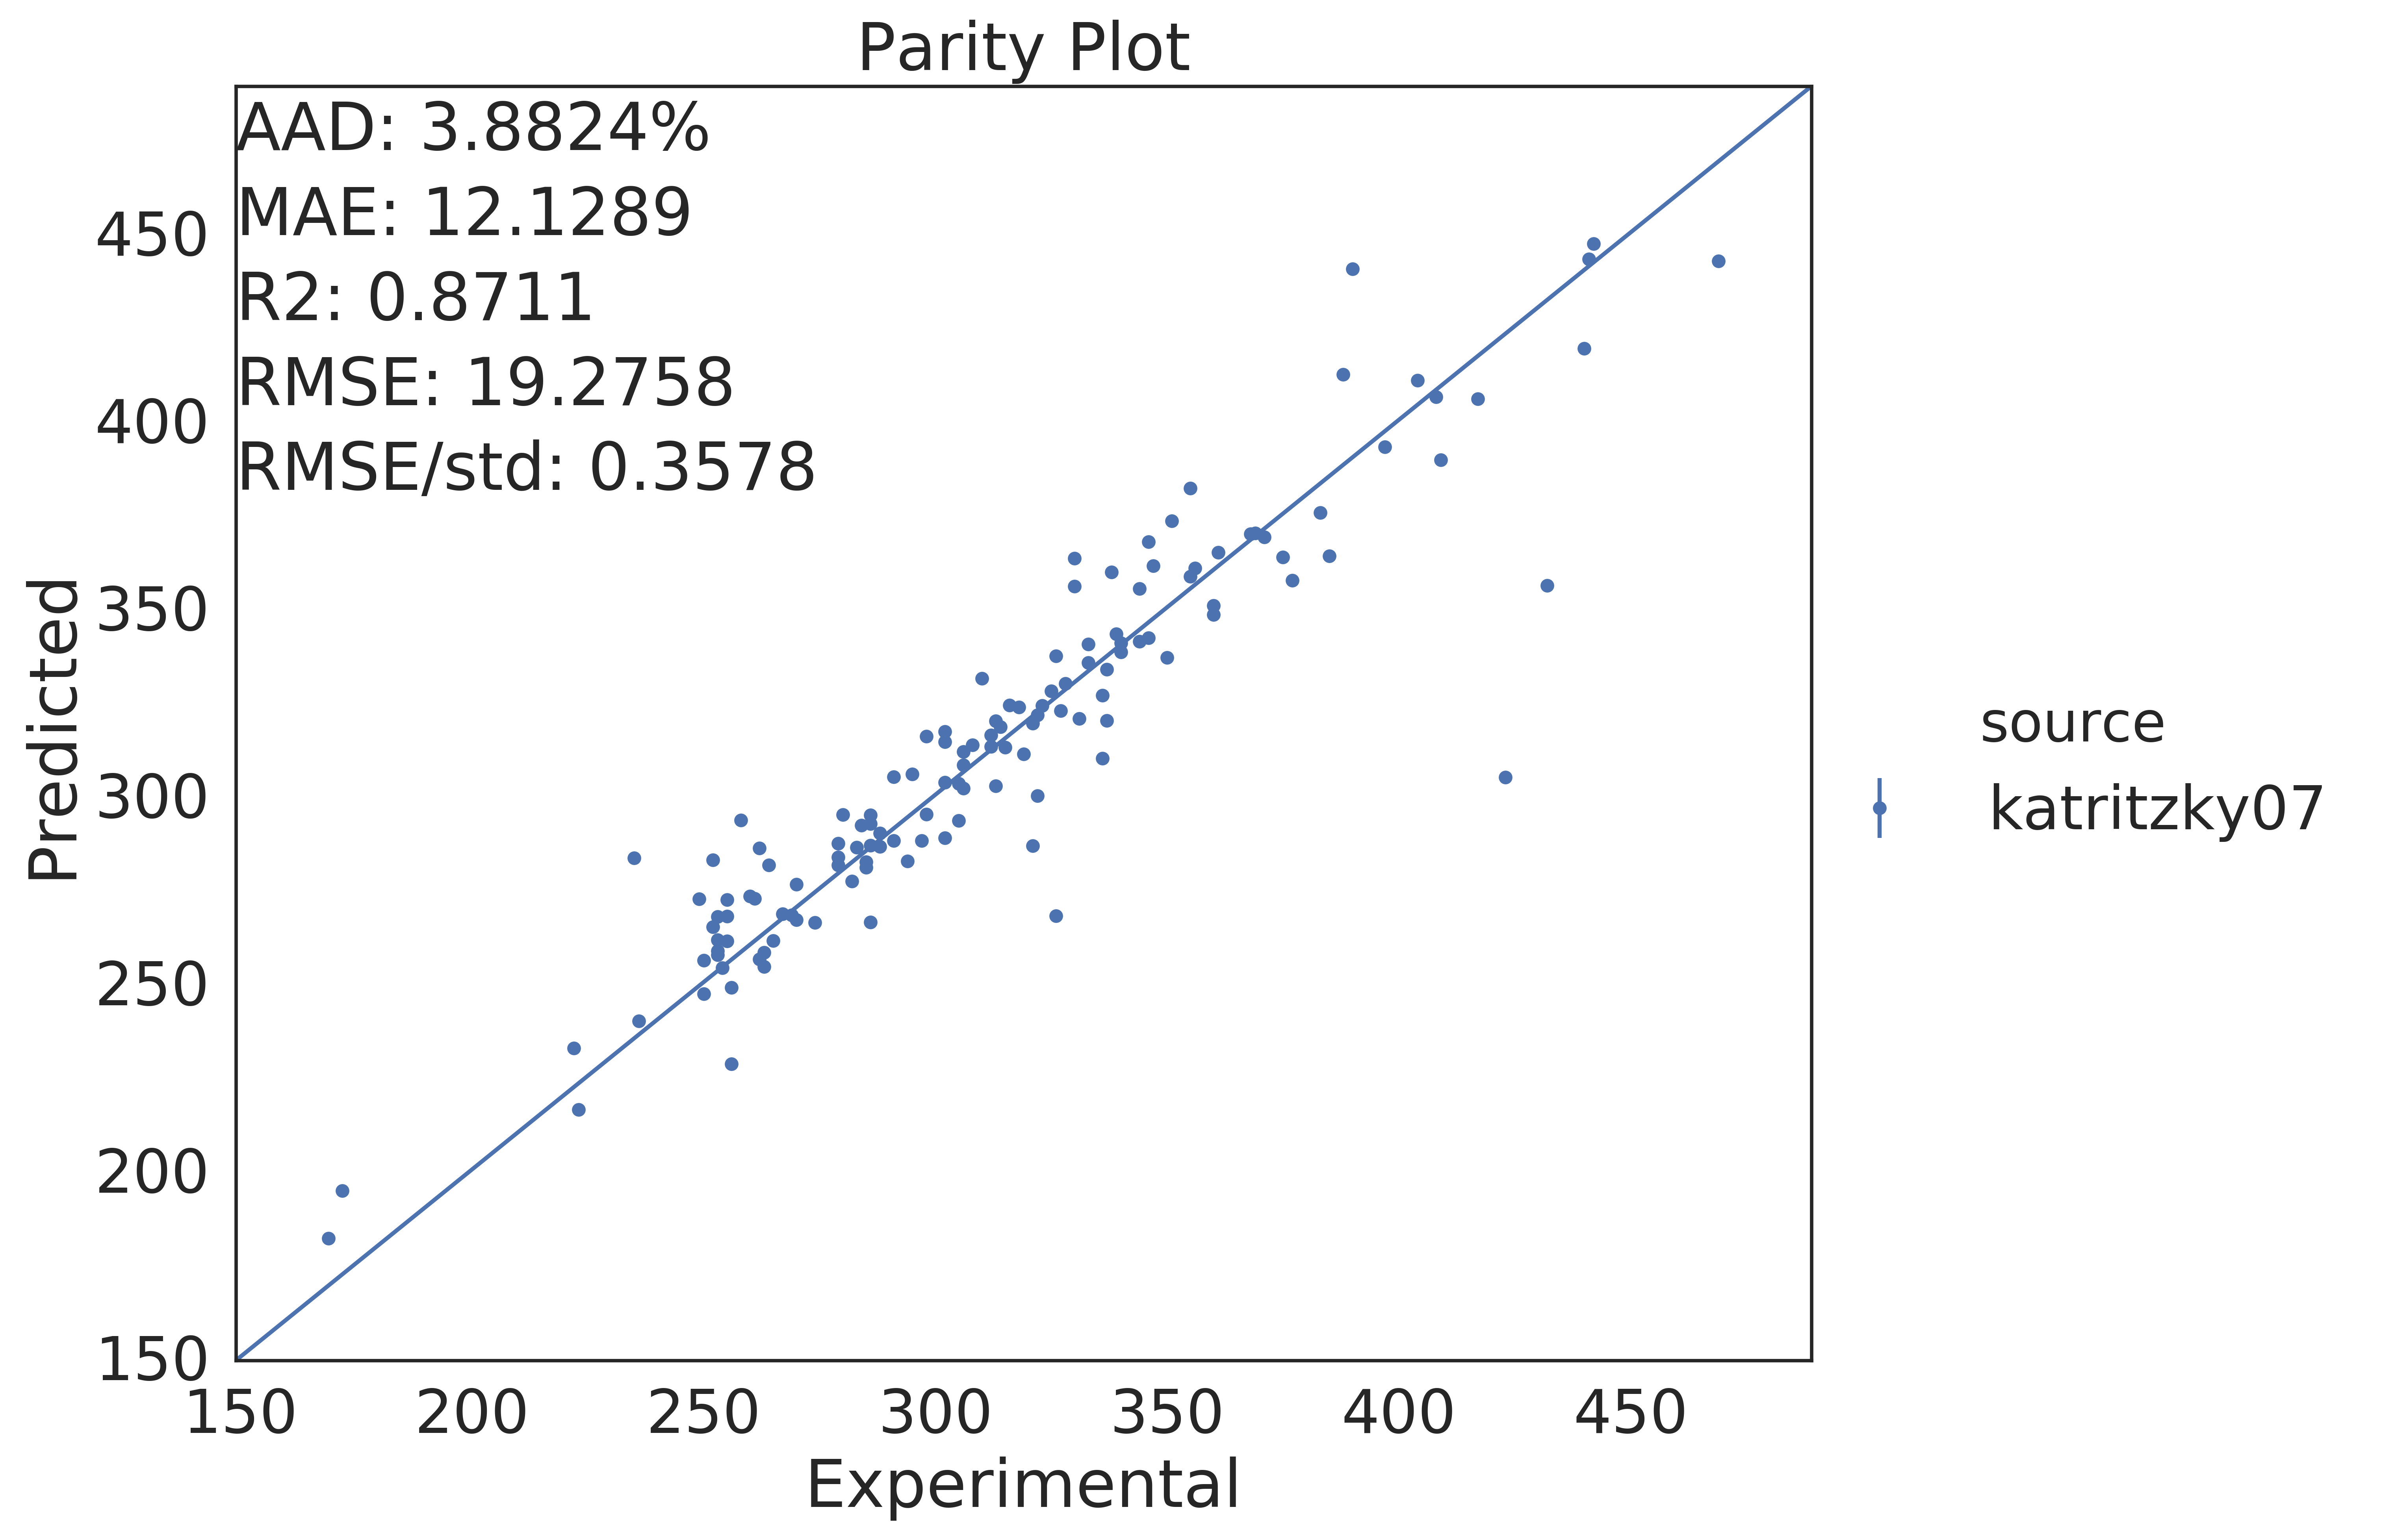 Parity Plot
AAD: 3.8824%
MAE: 12.1289
R2: 0.8711
RMSE: 19.2758
RMSE/std: 0.3578
450
400
350
300
250
200
150
Predicted
150 200 250 300 350 400 450
Experimental
source
katritzky07